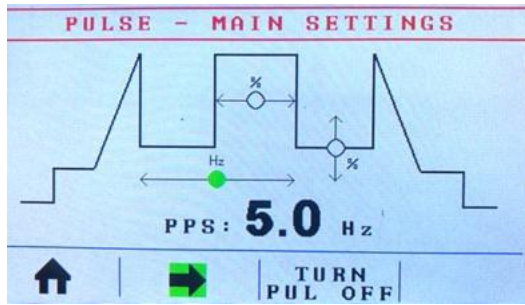 PULSE - MAIN SETTINGS
%
%
Hz
PPS: 5.0 Hz
TURN
PUL OFF